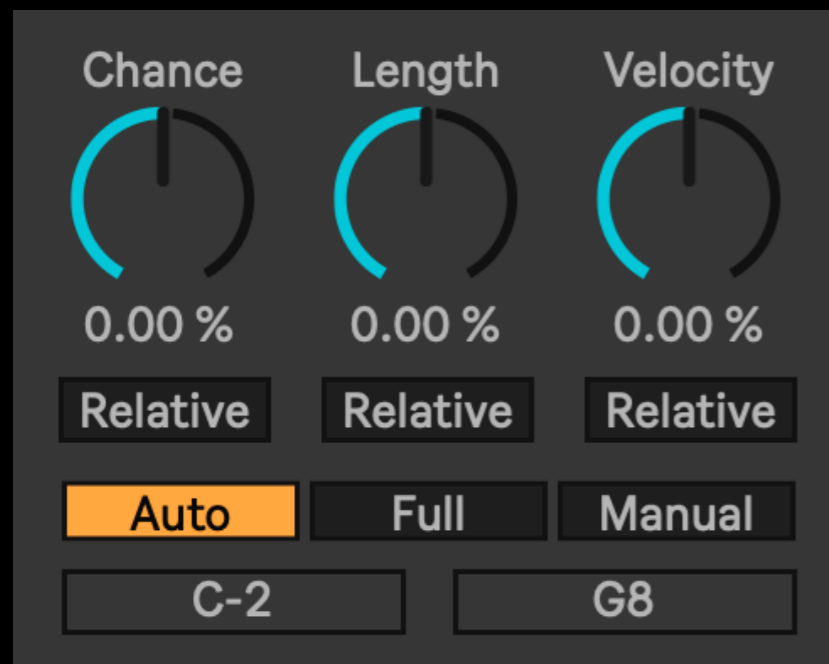 Chance Length Velocity
0.00 % 0.00 % 0.00 %
Relative Relative Relative
Auto Full Manual
C-2 G8